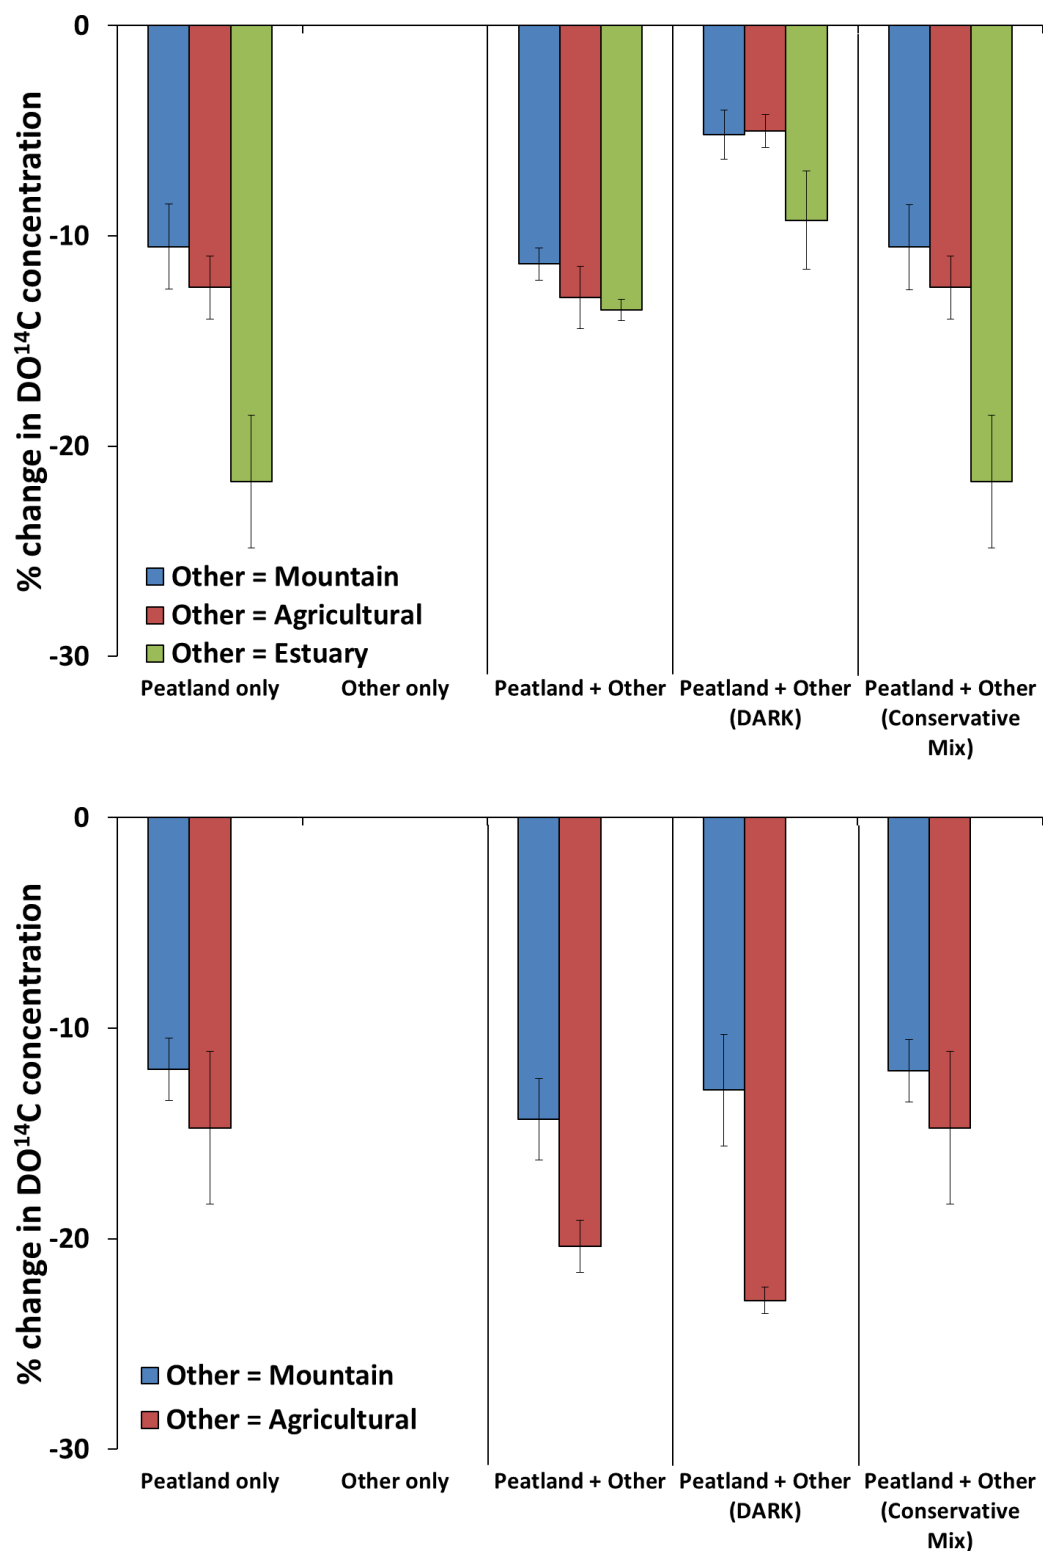 % change in DO¹⁴C concentration
0
-10
-20
-30
Other = Mountain
Other = Agricultural
Other = Estuary
Peatland only
Other only
Peatland + Other
Peatland + Other
(DARK)
Peatland + Other
(Conservative
Mix)
% change in DO¹⁴C concentration
0
-10
-20
-30
Other = Mountain
Other = Agricultural
Peatland only
Other only
Peatland + Other
Peatland + Other
(DARK)
Peatland + Other
(Conservative
Mix)